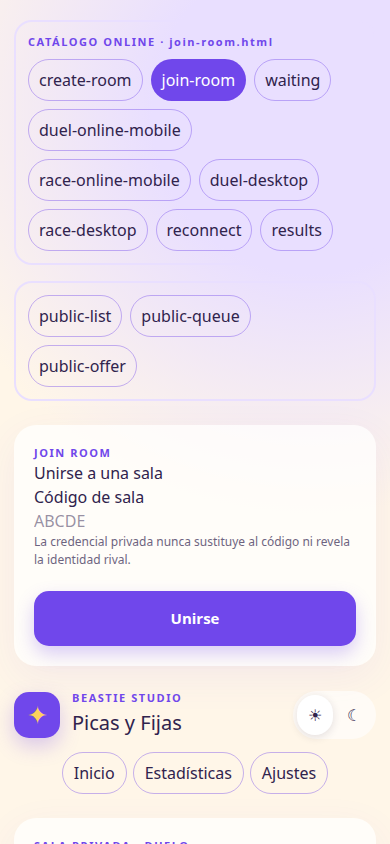 CATÁLOGO ONLINE · join-room.html
create-room join-room waiting
duel-online-mobile
race-online-mobile duel-desktop
race-desktop reconnect results
public-list public-queue
public-offer
JOIN ROOM
Unirse a una sala
Código de sala
ABCDE
La credencial privada nunca sustituye al código ni revela
la identidad rival.
Unirse
BEASTIE STUDIO
Picas y Fijas
Inicio Estadísticas Ajustes
SALA PRIVADA · DUELO